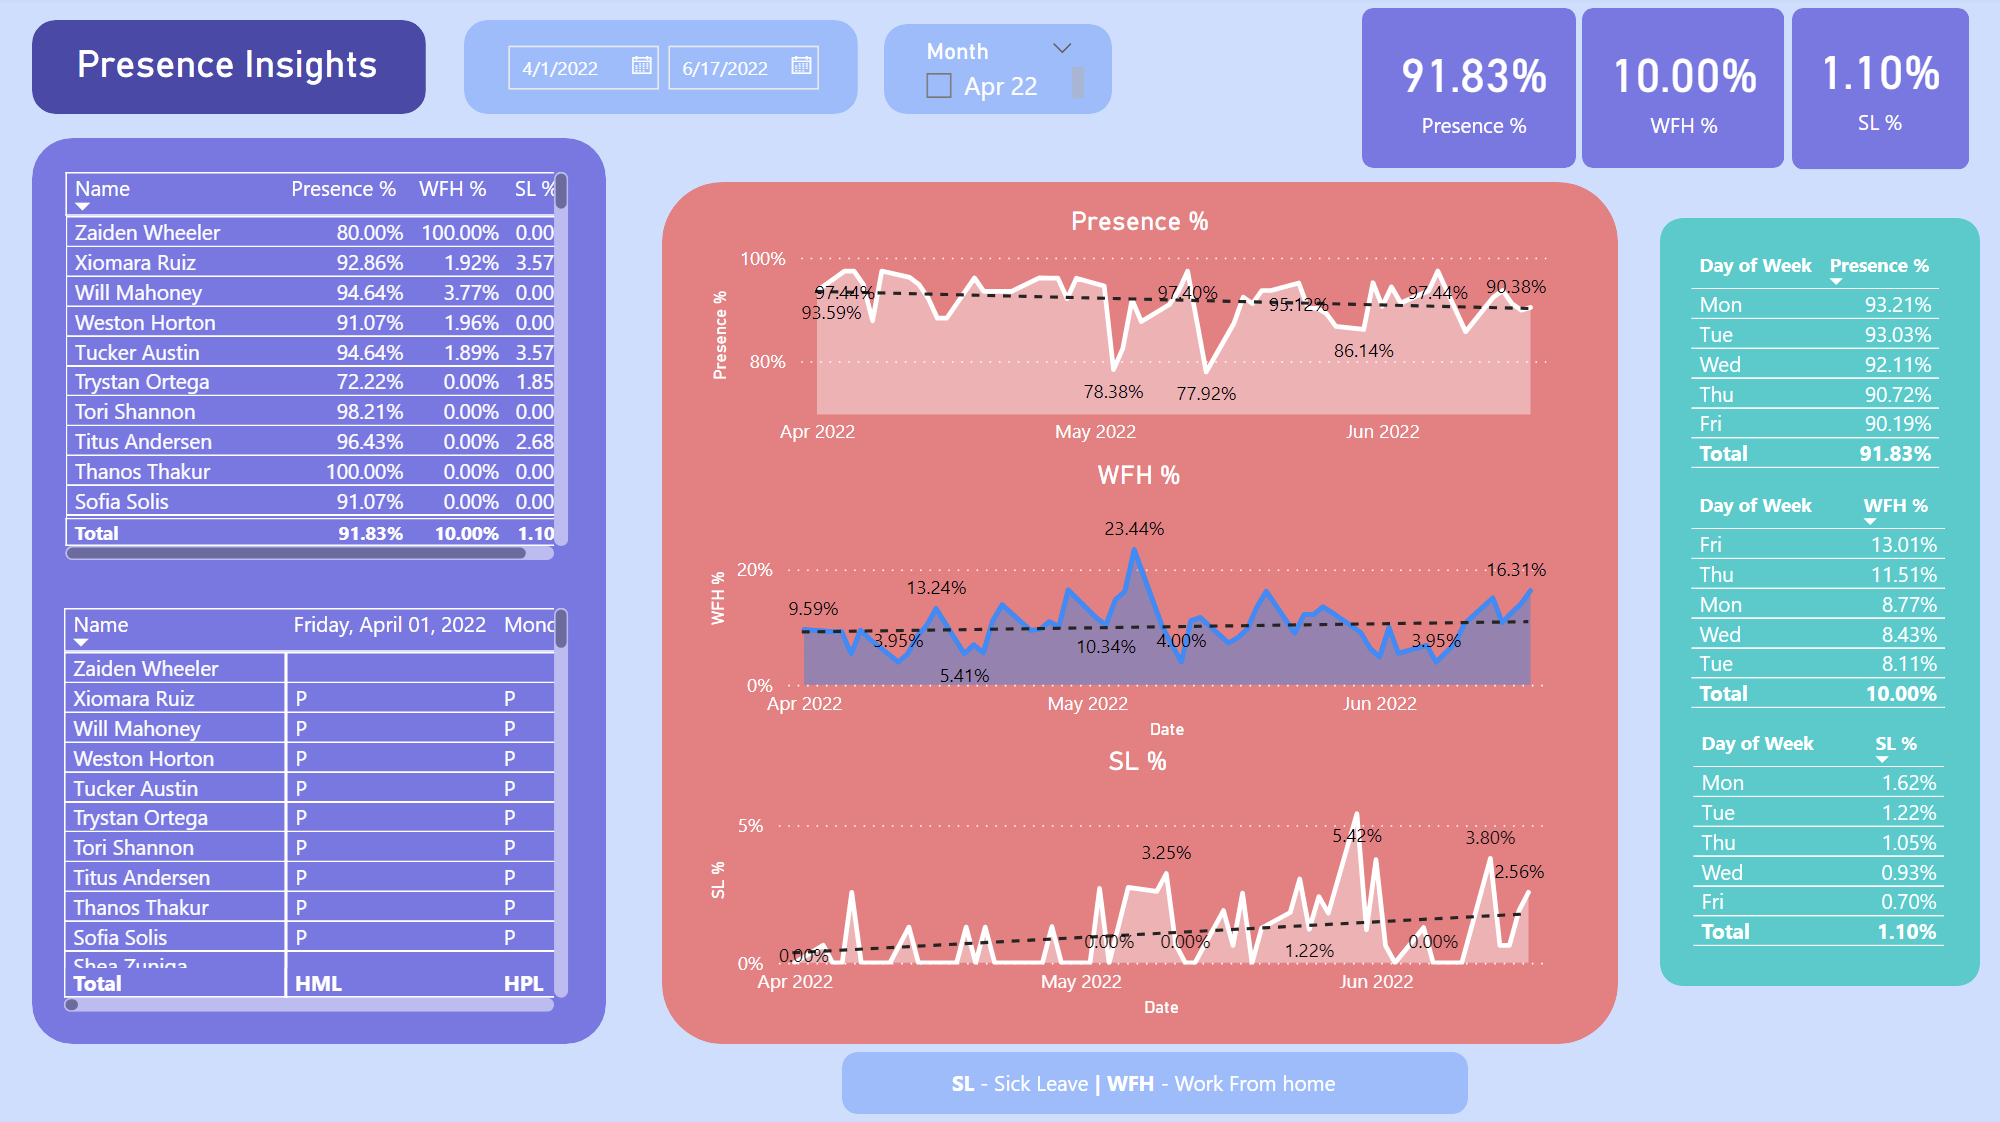 Presence Insights
4/1/2022
6/17/2022
Month
Apr 22
91.83%
Presence %
10.00%
WFH %
1.10%
SL %
Name Presence % WFH % SL %
Zaiden Wheeler 80.00% 100.00% 0.00
Xiomara Ruiz 92.86% 1.92% 3.57
Will Mahoney 94.64% 3.77% 0.00
Weston Horton 91.07% 1.96% 0.00
Tucker Austin 94.64% 1.89% 3.57
Trystan Ortega 72.22% 0.00% 1.85
Tori Shannon 98.21% 0.00% 0.00
Titus Andersen 96.43% 0.00% 2.68
Thanos Thakur 100.00% 0.00% 0.00
Sofia Solis 91.07% 0.00% 0.00
Total 91.83% 10.00% 1.10
Name Friday, April 01, 2022 Mond
Zaiden Wheeler
Xiomara Ruiz P P
Will Mahoney P P
Weston Horton P P
Tucker Austin P P
Trystan Ortega P P
Tori Shannon P P
Titus Andersen P P
Thanos Thakur P P
Sofia Solis P P
Shea Zuniga
Total HML HPL
Presence %
Presence %
100%
80%
97.44%
93.59%
78.38%
97.40%
77.92%
95.12%
86.14%
97.44%
90.38%
Apr 2022 May 2022 Jun 2022
WFH %
WFH %
20%
0%
9.59%
3.95%
13.24%
5.41%
10.34%
23.44%
4.00%
3.95%
16.31%
Apr 2022 May 2022 Jun 2022
Date
SL %
SL %
5%
0%
0.00%
0.00%
3.25%
0.00%
1.22%
5.42%
0.00%
3.80%
2.56%
Apr 2022 May 2022 Jun 2022
Date
Day of Week Presence %
Mon 93.21%
Tue 93.03%
Wed 92.11%
Thu 90.72%
Fri 90.19%
Total 91.83%
Day of Week WFH %
Fri 13.01%
Thu 11.51%
Mon 8.77%
Wed 8.43%
Tue 8.11%
Total 10.00%
Day of Week SL %
Mon 1.62%
Tue 1.22%
Thu 1.05%
Wed 0.93%
Fri 0.70%
Total 1.10%
SL - Sick Leave | WFH - Work From home